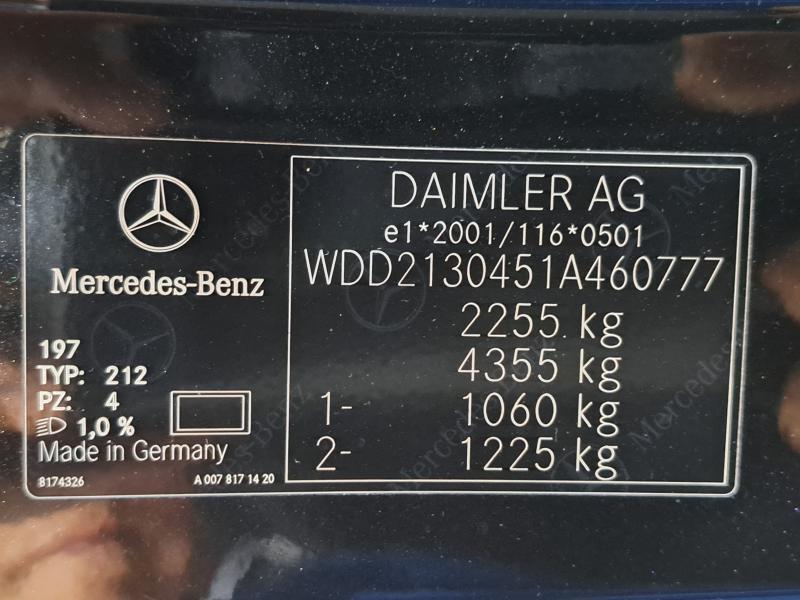 Mercedes-Benz
197
TYP: 212
PZ: 4
1,0 %
Made in Germany
8174326
A 007 817 14 20
DAIMLER AG
e1*2001/116*0501
WDD2130451A460777
2255 kg
4355 kg
1- 1060 kg
2- 1225 kg